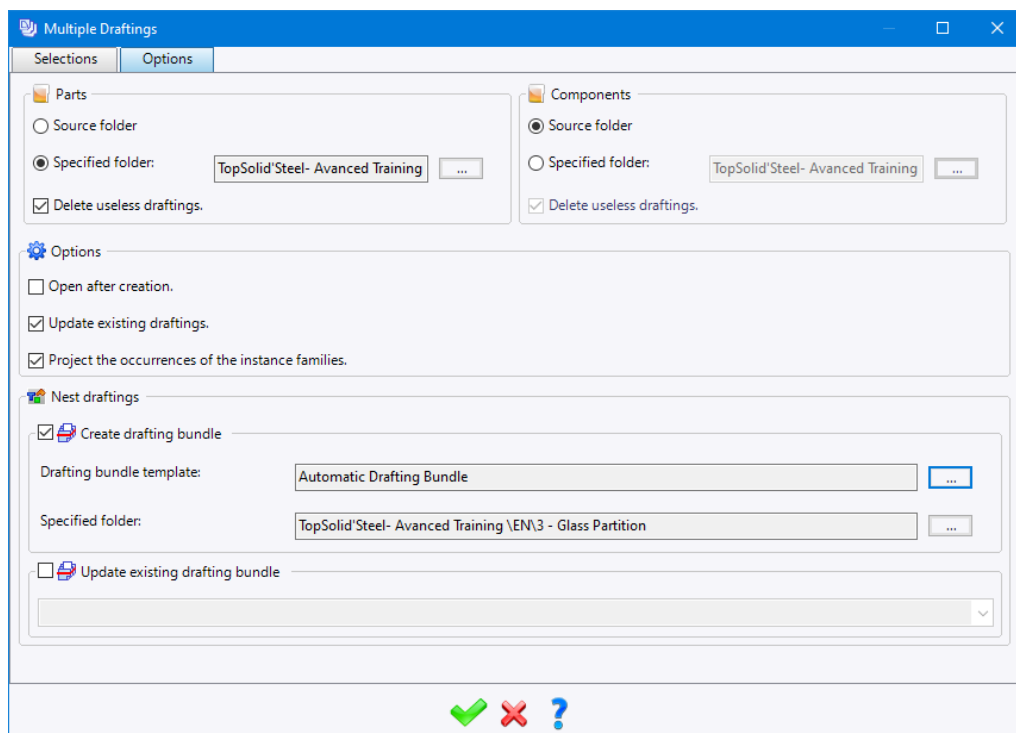 Multiple Draftings
Selections Options
Parts
Source folder
Specified folder: TopSolid'Steel- Avanced Training ...
Delete useless draftings.
Components
Source folder
Specified folder: TopSolid'Steel- Avanced Training ...
Delete useless draftings.
Options
Open after creation.
Update existing draftings.
Project the occurrences of the instance families.
Nest draftings
Create drafting bundle
Drafting bundle template: Automatic Drafting Bundle ...
Specified folder: TopSolid'Steel- Avanced Training \EN\3 - Glass Partition ...
Update existing drafting bundle